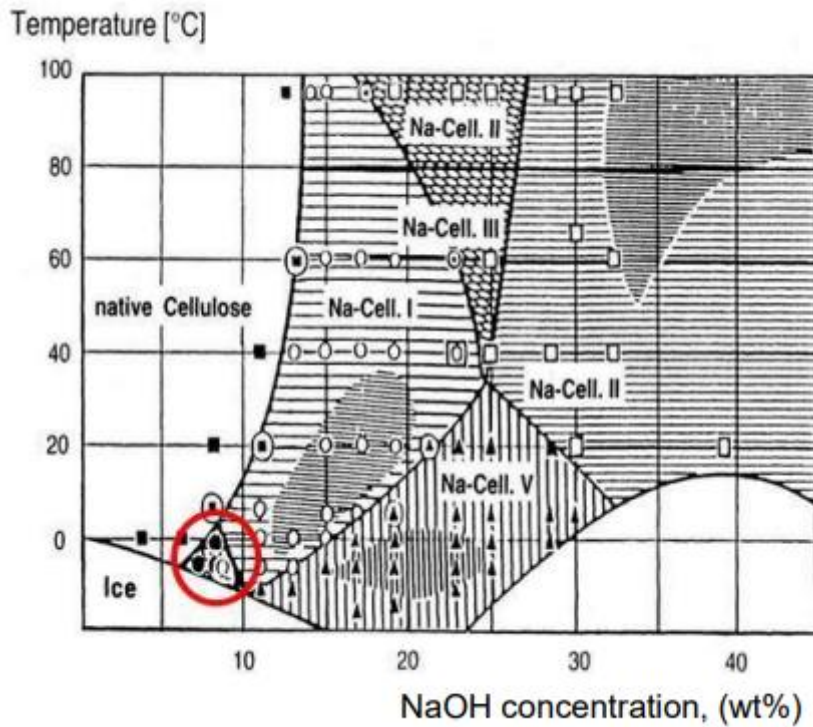 Temperature [°C]
100
80
60
40
20
0
Na-Cell. II
Na-Cell. III
native Cellulose
Na-Cell. I
Na-Cell. II
Na-Cell. V
Ice
Q
10
20
30
40
NaOH concentration, (wt%)